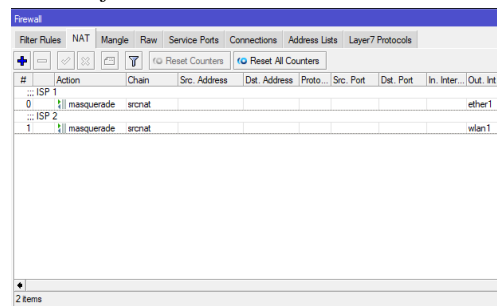 Firewall
Filter Rules NAT Mangle Raw Service Ports Connections Address Lists Layer7 Protocols
Reset Counters Reset All Counters
# Action Chain Src. Address Dst. Address Proto... Src. Port Dst. Port In. Inter... Out. Int
;;; ISP 1
0 masquerade srcnat ether1
;;; ISP 2
1 masquerade srcnat wlan1
2 items